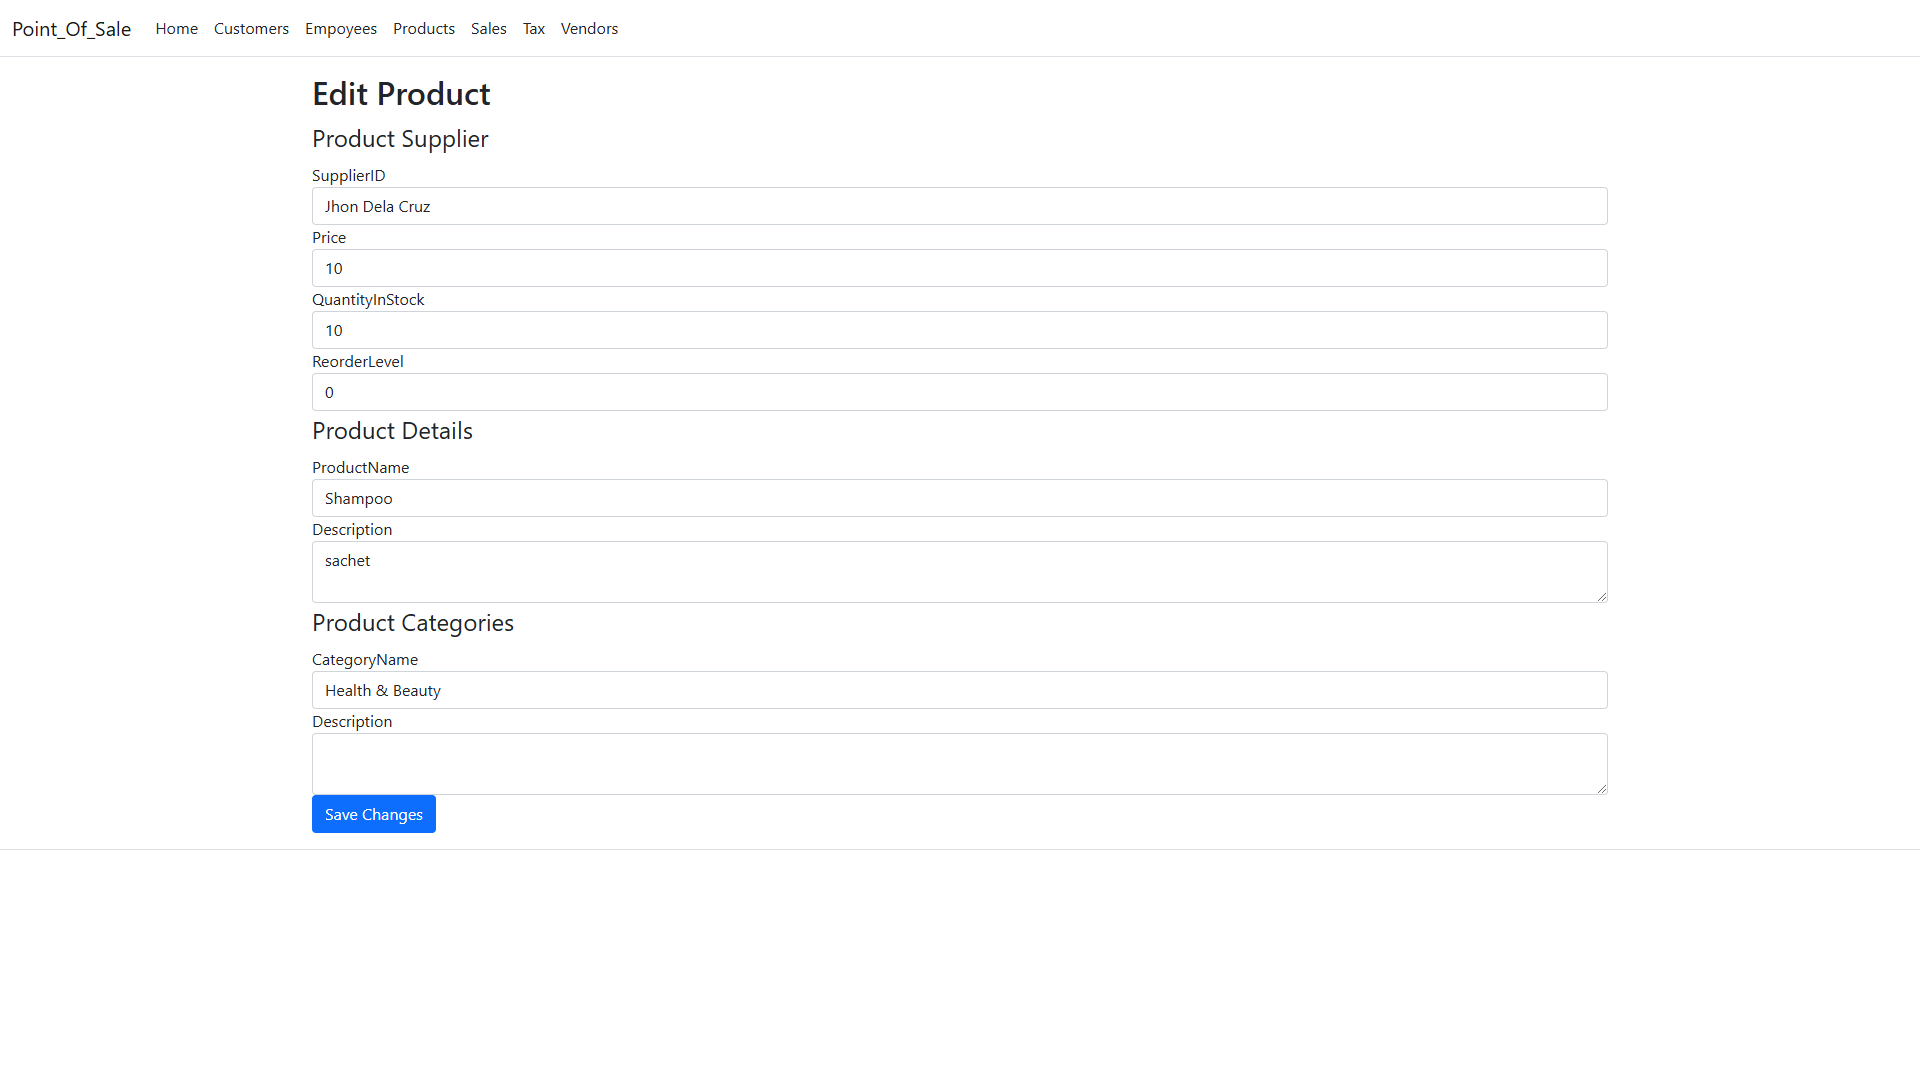 Point_Of_Sale Home Customers Empoyees Products Sales Tax Vendors
Edit Product
Product Supplier
SupplierID
Jhon Dela Cruz
Price
10
QuantityInStock
10
ReorderLevel
0
Product Details
ProductName
Shampoo
Description
sachet
Product Categories
CategoryName
Health & Beauty
Description
Save Changes